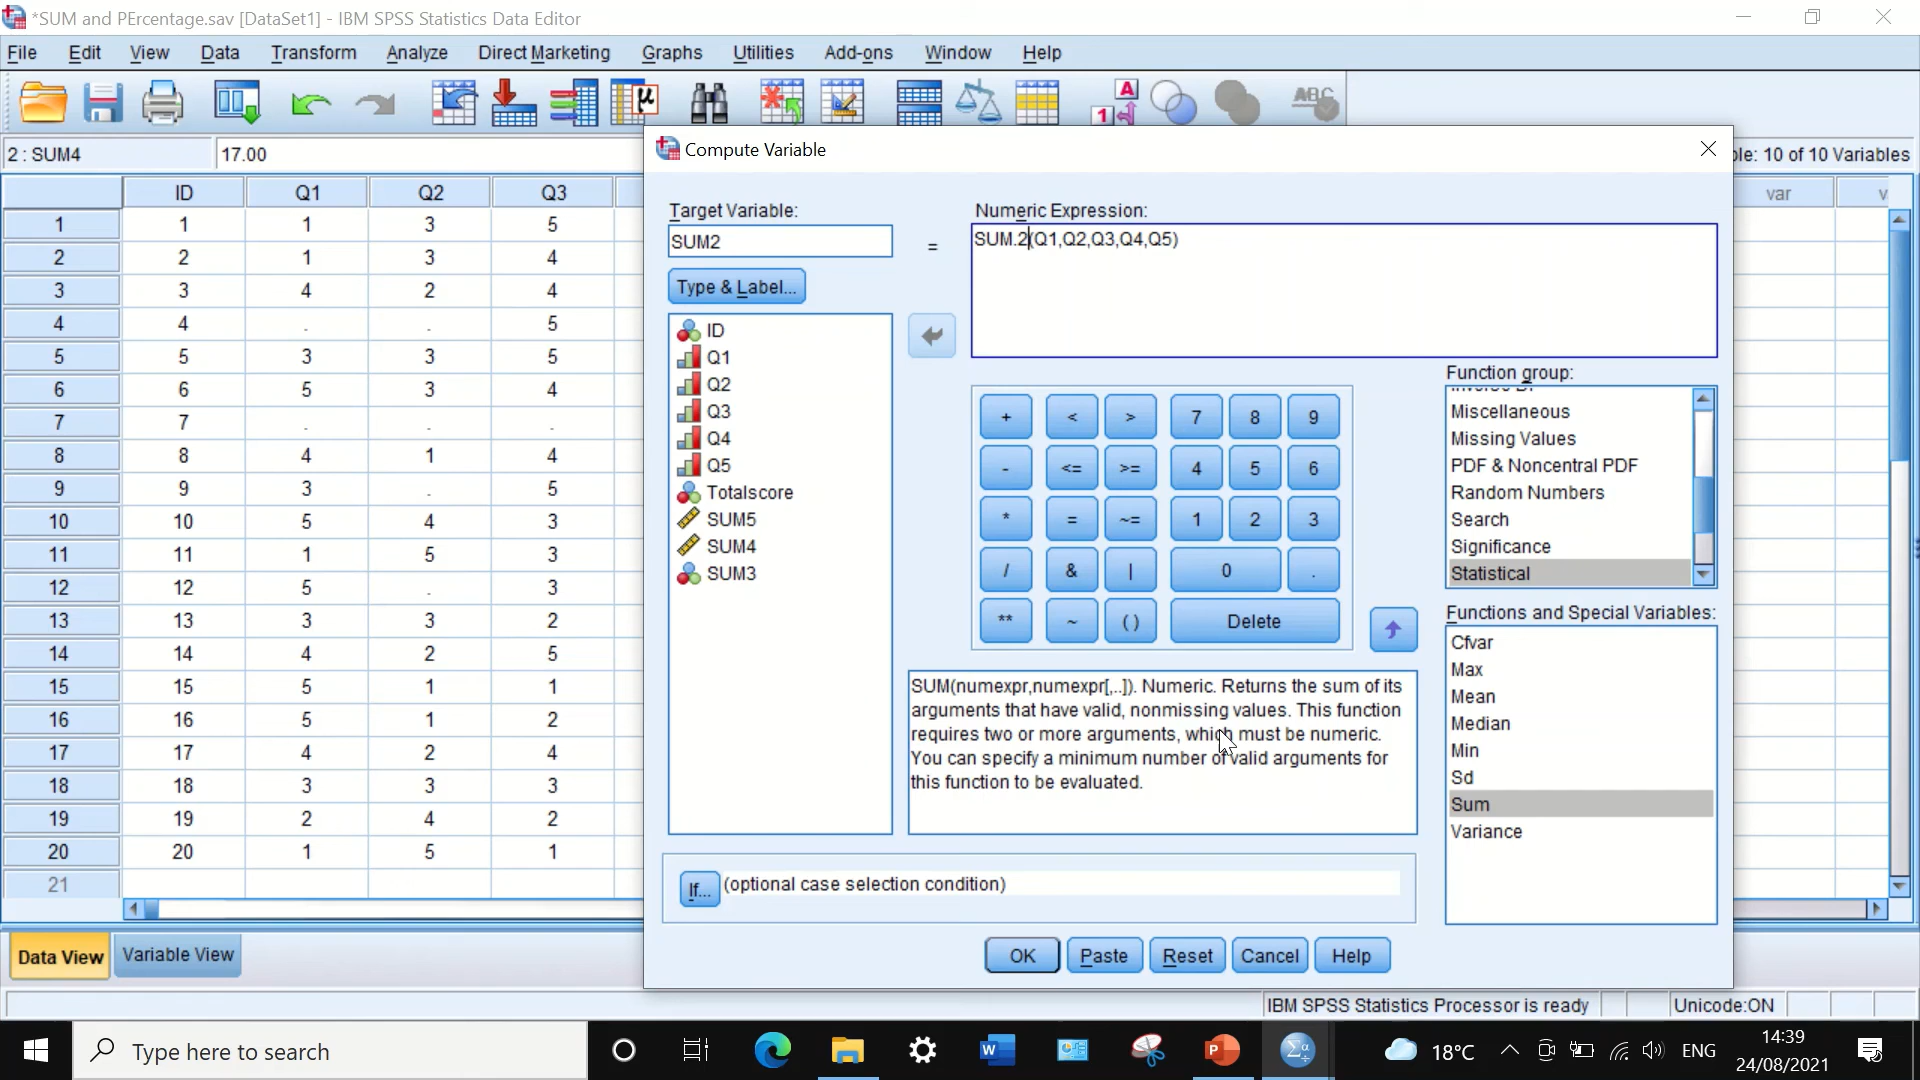 *SUM and PErcentage.sav [DataSet1] - IBM SPSS Statistics Data Editor
File Edit View Data Transform Analyze Direct Marketing Graphs Utilities Add-ons Window Help
μ A 1 ABC
2 : SUM4 17.00 ble: 10 of 10 Variables
ID Q1 Q2 Q3 var
1 1 1 3 5
2 2 1 3 4
3 3 4 2 4
4 4 . . 5
5 5 3 3 5
6 6 5 3 4
7 7 . . .
8 8 4 1 4
9 9 3 . 5
10 10 5 4 3
11 11 1 5 3
12 12 5 . 3
13 13 3 3 2
14 14 4 2 5
15 15 5 1 1
16 16 5 1 2
17 17 4 2 4
18 18 3 3 3
19 19 2 4 2
20 20 1 5 1
21
Compute Variable
Target Variable:
SUM2
=
Numeric Expression:
SUM.2(Q1,Q2,Q3,Q4,Q5)
Type & Label...
ID
Q1
Q2
Q3
Q4
Q5
Totalscore
SUM5
SUM4
SUM3
+ < > 7 8 9
- <= >= 4 5 6
* = ~= 1 2 3
/ & | 0 .
** ~ ( ) Delete
Function group:
Miscellaneous
Missing Values
PDF & Noncentral PDF
Random Numbers
Search
Significance
Statistical
Functions and Special Variables:
Cfvar
Max
Mean
Median
Min
Sd
Sum
Variance
SUM(numexpr,numexpr[,..]). Numeric. Returns the sum of its
arguments that have valid, nonmissing values. This function
requires two or more arguments, which must be numeric.
You can specify a minimum number of valid arguments for
this function to be evaluated.
If... (optional case selection condition)
OK Paste Reset Cancel Help
Data View Variable View
IBM SPSS Statistics Processor is ready Unicode:ON
Type here to search
18°C ENG 14:39
24/08/2021